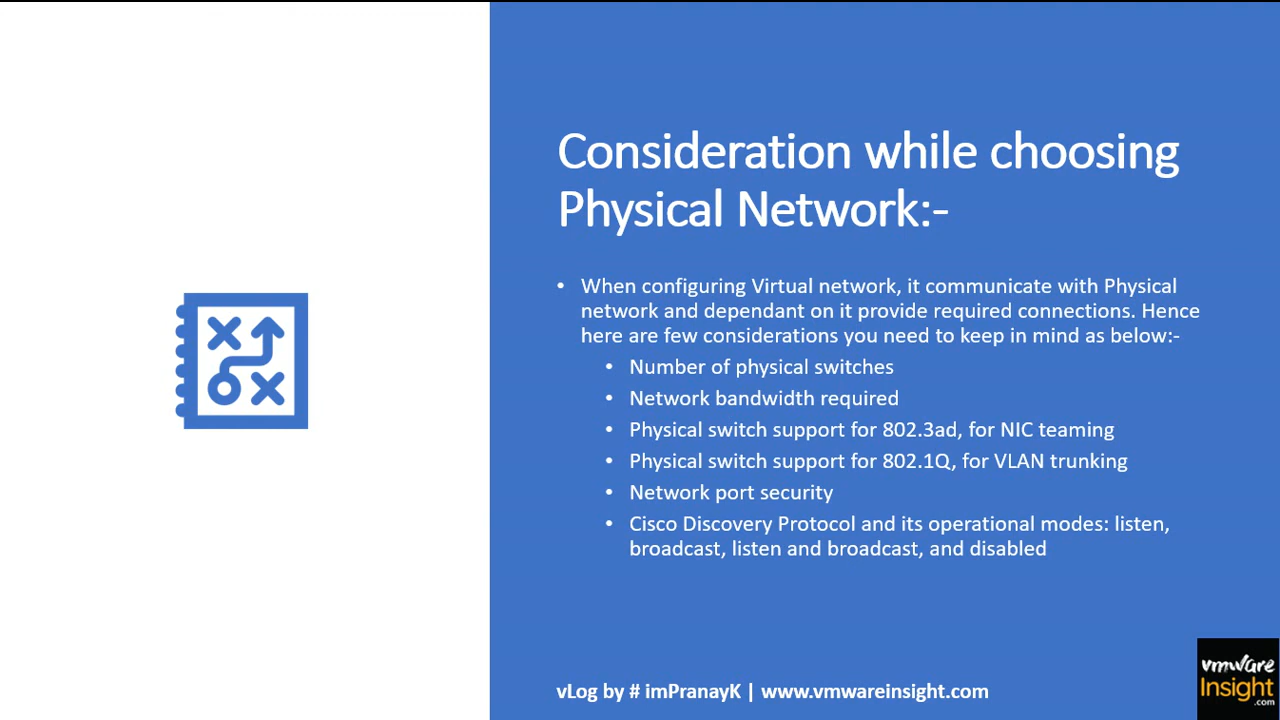 Consideration while choosing
Physical Network:-
• When configuring Virtual network, it communicate with Physical
network and dependant on it provide required connections. Hence
here are few considerations you need to keep in mind as below:-
• Number of physical switches
• Network bandwidth required
• Physical switch support for 802.3ad, for NIC teaming
• Physical switch support for 802.1Q, for VLAN trunking
• Network port security
• Cisco Discovery Protocol and its operational modes: listen,
broadcast, listen and broadcast, and disabled
vLog by # imPranayK | www.vmwareinsight.com
vmware
Insight
.com